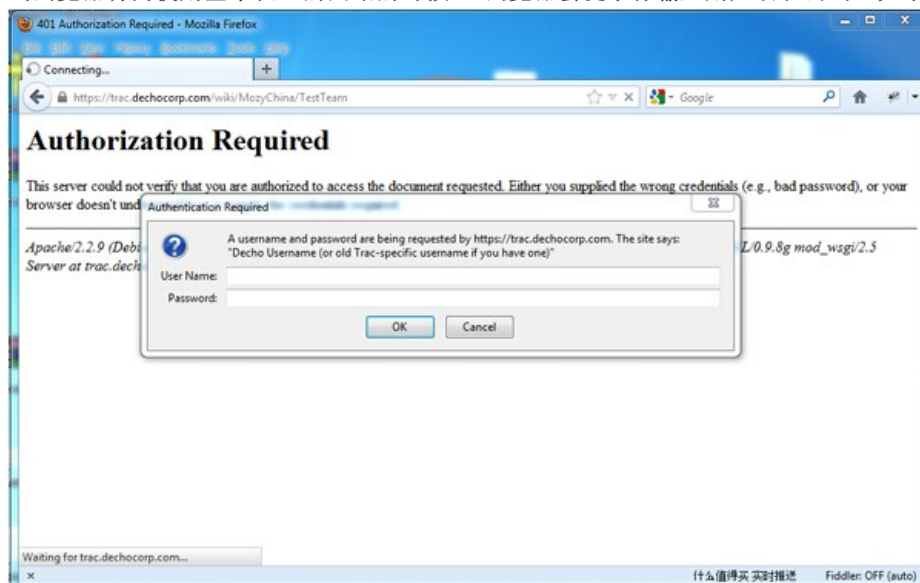 401 Authorization Required - Mozilla Firefox
Connecting...
https://trac.dechocorp.com/wiki/MozyChina/TestTeam
Google
Authorization Required
This server could not verify that you are authorized to access the document requested. Either you supplied the wrong credentials (e.g., bad password), or your
browser doesn't und
Apache/2.2.9 (Debi
L/0.9.8g mod_wsgi/2.5
Server at trac.dech
Authentication Required
A username and password are being requested by https://trac.dechocorp.com. The site says:
"Decho Username (or old Trac-specific username if you have one)"
User Name:
Password:
OK
Cancel
Waiting for trac.dechocorp.com...
什么值得买 实时推送
Fiddler: OFF (auto)